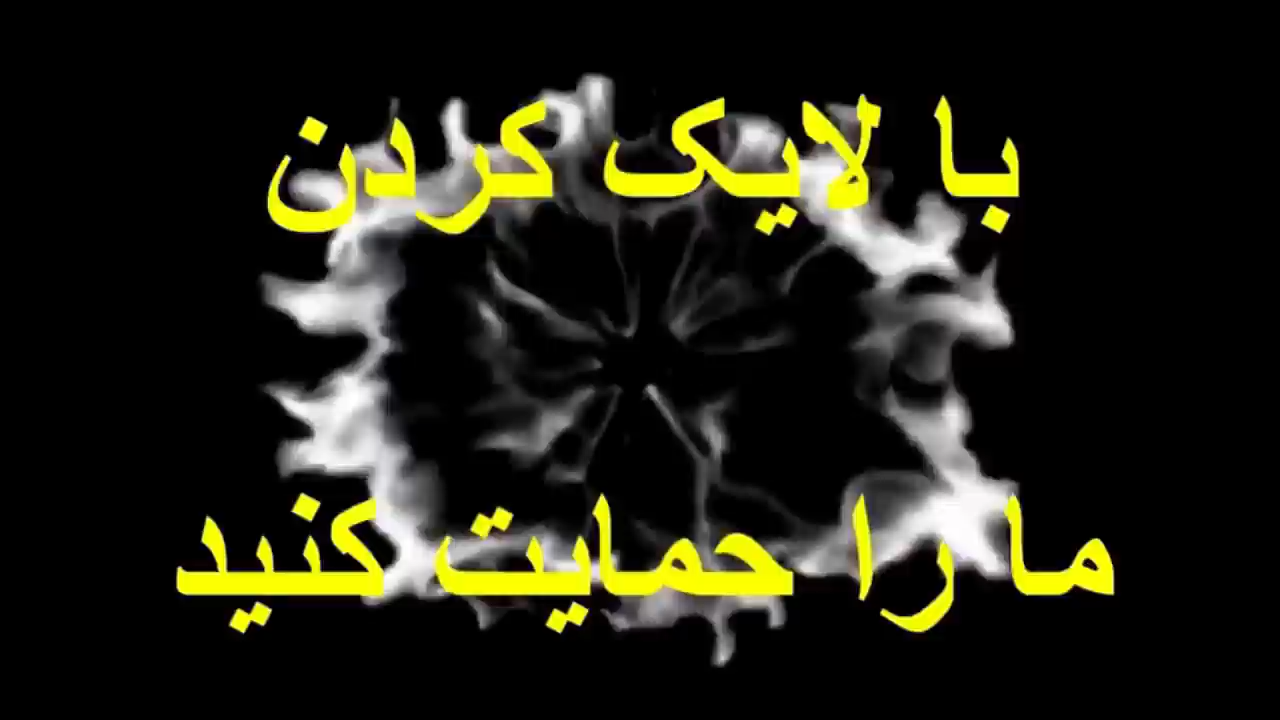 با لایک کردن
ما را حمایت کنید